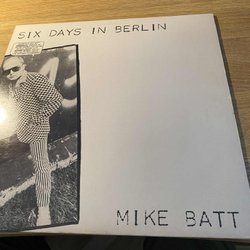 SIX DAYS IN BERLIN
MIKE BATT